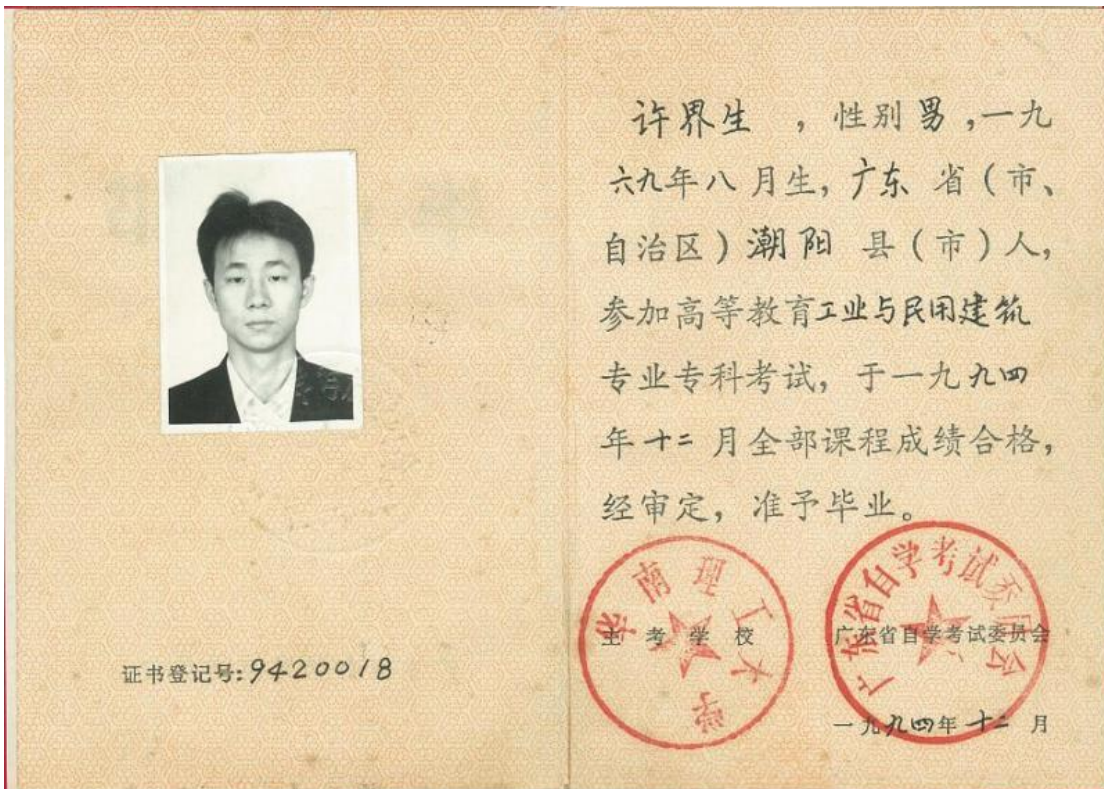 证书登记号:9420018
许界生 ,性别男,一九
六九年八月生,广东 省(市、
自治区)潮阳 县(市)人,
参加高等教育工业与民用建筑
专业专科考试,于一九九四
年十二月全部课程成绩合格,
经审定,准予毕业。
华南理工大学
主考学校
广东省自学考试委员会
广东省自学考试委员会
一九九四年十二月